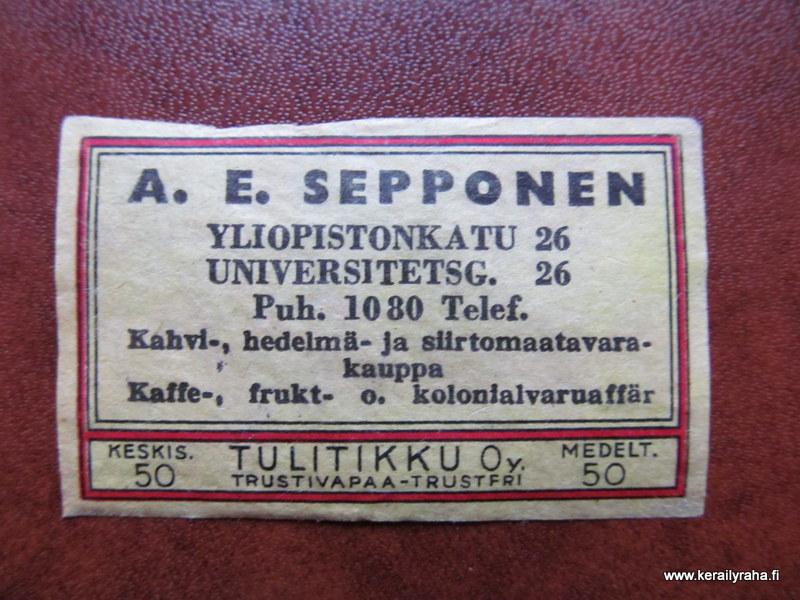 A. E. SEPPONEN
YLIOPISTONKATU 26
UNIVERSITETSG. 26
Puh. 1080 Telef.
Kahvi-, hedelmä- ja siirtomaatavara-
kauppa
Kaffe-, frukt- o. kolonialvaruaffär
KESKIS. 50 TULITIKKU Oy. MEDELT. 50
TRUSTIVAPAA-TRUSTFRI
www.kerailyraha.fi